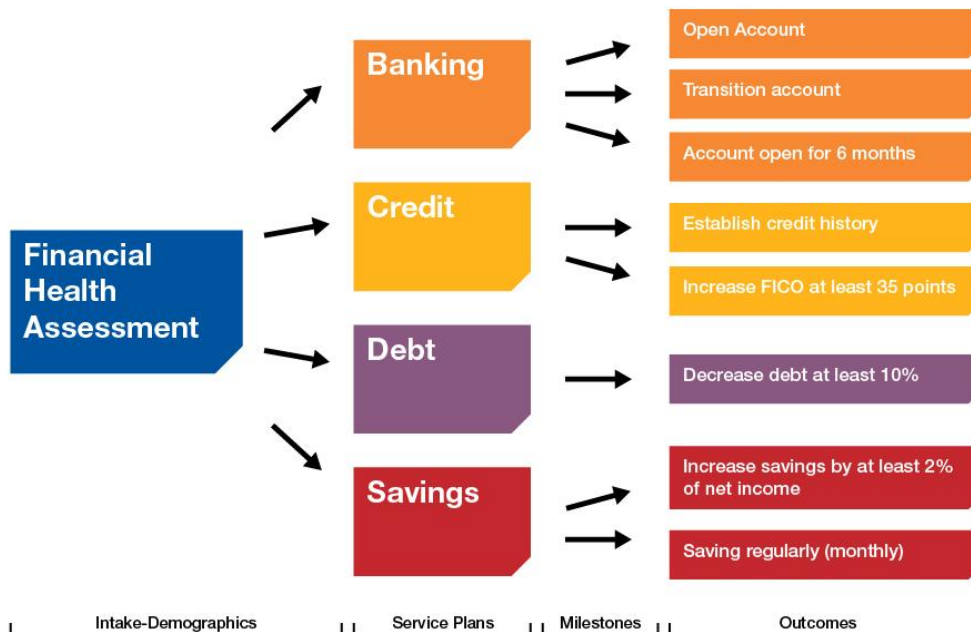 Financial
Health
Assessment
Banking
Open Account
Transition account
Account open for 6 months
Credit
Establish credit history
Increase FICO at least 35 points
Debt
Decrease debt at least 10%
Savings
Increase savings by at least 2%
of net income
Saving regularly (monthly)
Intake-Demographics
Service Plans
Milestones
Outcomes